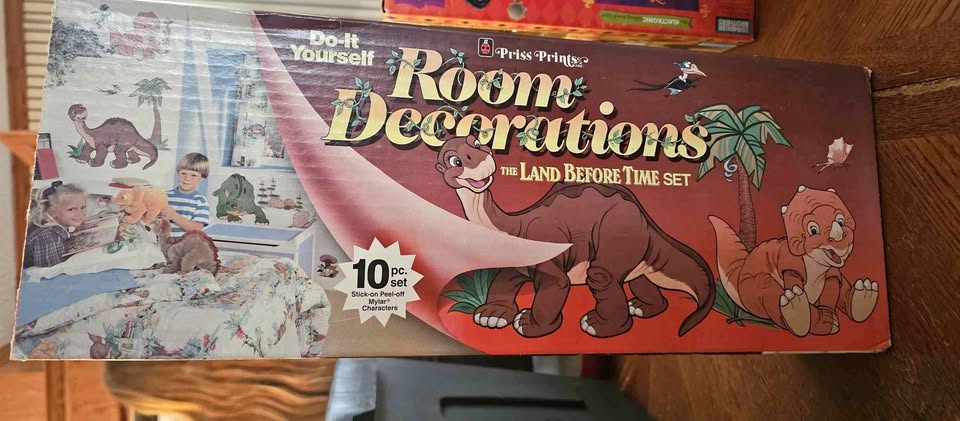 ELECTRONIC
Do-It
Yourself
Priss Prints
Room
Decorations
THE LAND BEFORE TIME SET
10 pc.
set
Stick-on Peel-off
Mylar®
Characters